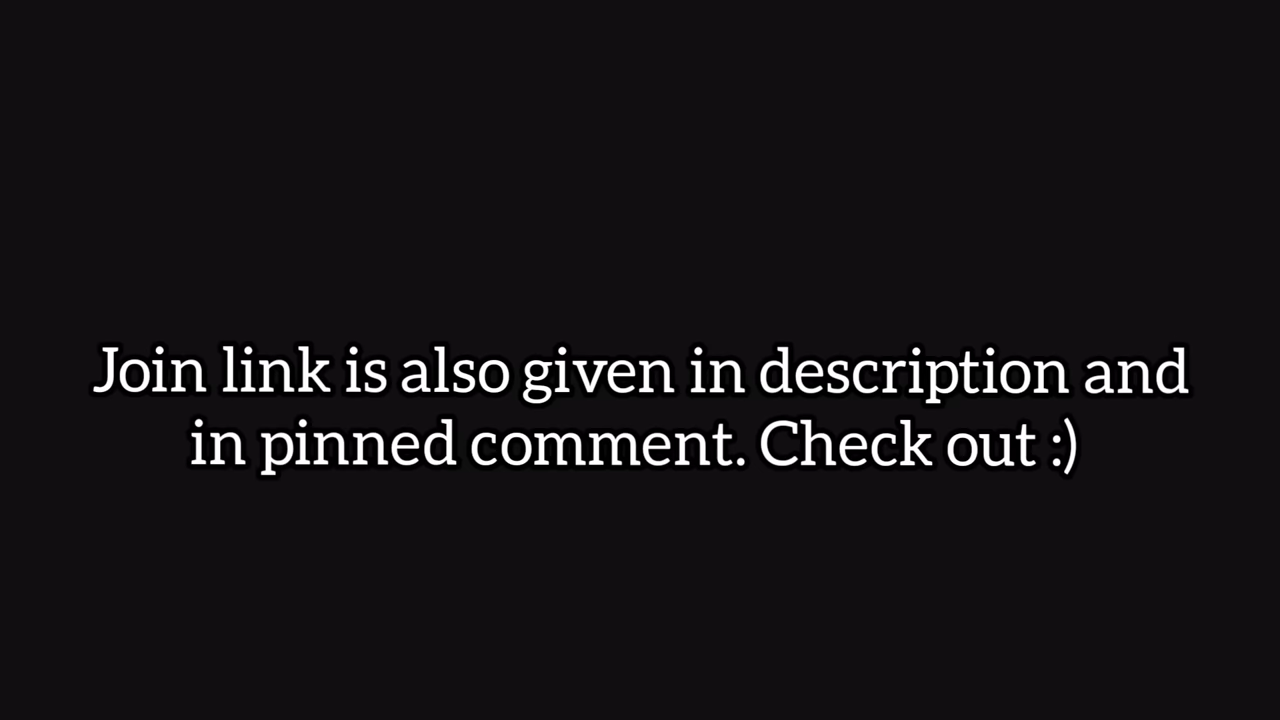 Join link is also given in description and
in pinned comment. Check out :)